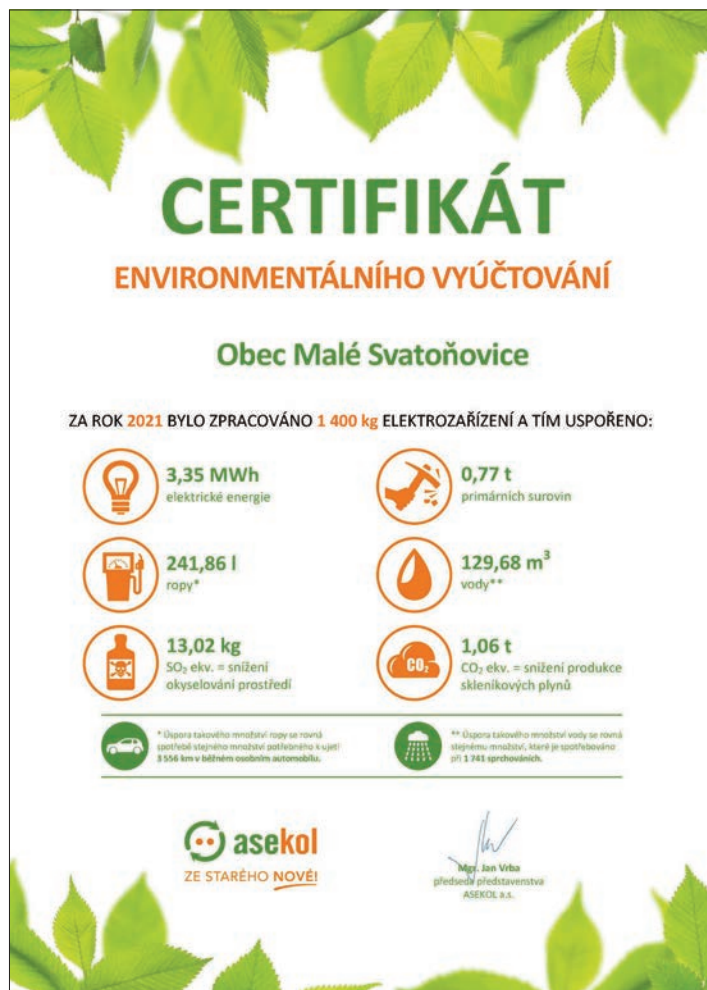 CERTIFIKÁT
ENVIRONMENTÁLNÍHO VYÚČTOVÁNÍ
Obec Malé Svatoňovice
ZA ROK 2021 BYLO ZPRACOVÁNO 1 400 kg ELEKTROZAŘÍZENÍ A TÍM USPOŘENO:
3,35 MWh
elektrické energie
0,77 t
primárních surovin
241,86 l
ropy*
129,68 m³
vody**
13,02 kg
SO₂ ekv. = snížení
okyselování prostředí
CO₂
1,06 t
CO₂ ekv. = snížení produkce
skleníkových plynů
* Úspora takového množství ropy se rovná
spotřebě stejného množství potřebného k ujetí
3 556 km v běžném osobním automobilu.
** Úspora takového množství vody se rovná
stejnému množství, které je spotřebováno
při 1 741 sprchováních.
asekol
ZE STARÉHO NOVÉ!
Mgr. Jan Vrba
předseda představenstva
ASEKOL a.s.